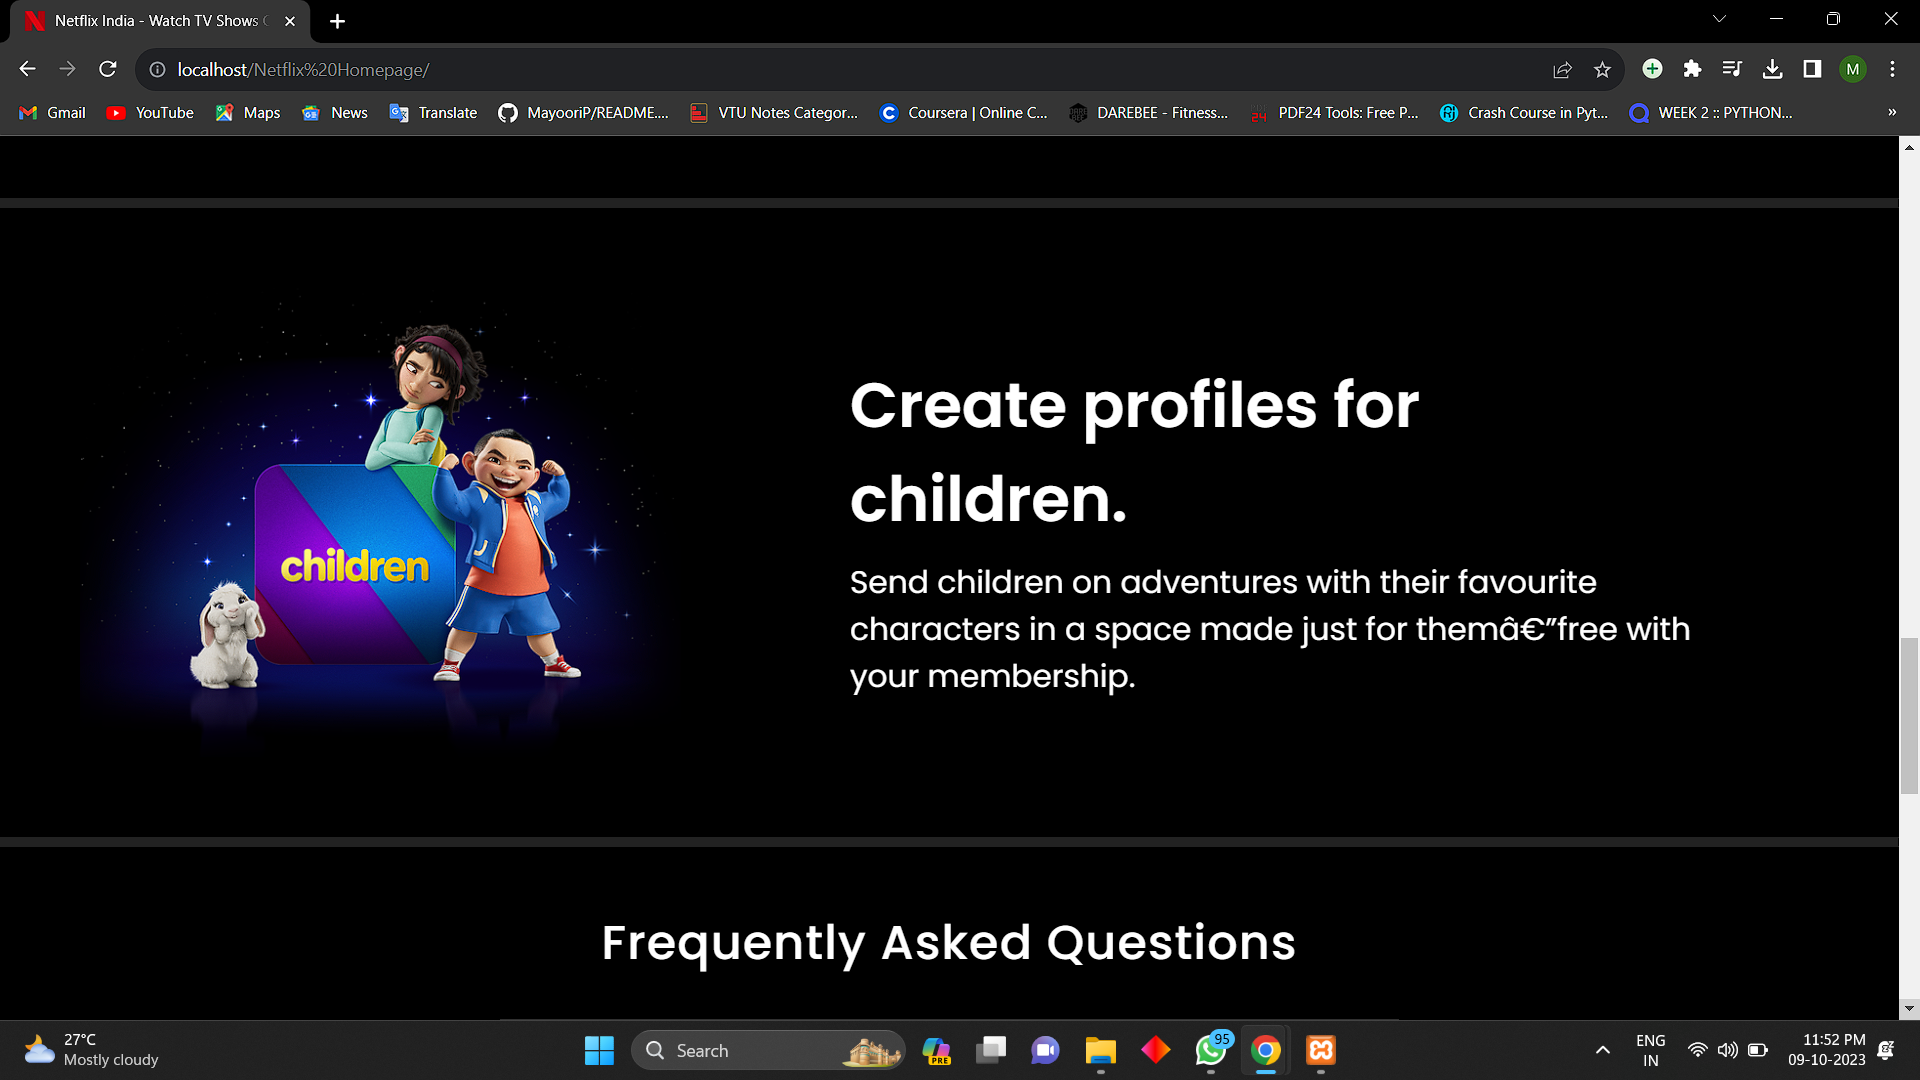 Netflix India - Watch TV Shows
localhost/Netflix%20Homepage/
M
Gmail
YouTube
Maps
News
Translate
MayooriP/README....
VTU Notes Categor...
Coursera | Online C...
DAREBEE - Fitness...
PDF24 Tools: Free P...
Crash Course in Pyt...
WEEK 2 :: PYTHON...
»
Create profiles for
children.
children
Send children on adventures with their favourite
characters in a space made just for themâ€”free with
your membership.
Frequently Asked Questions
27°C
Mostly cloudy
Search
PRE
95
ENG
IN
11:52 PM
09-10-2023